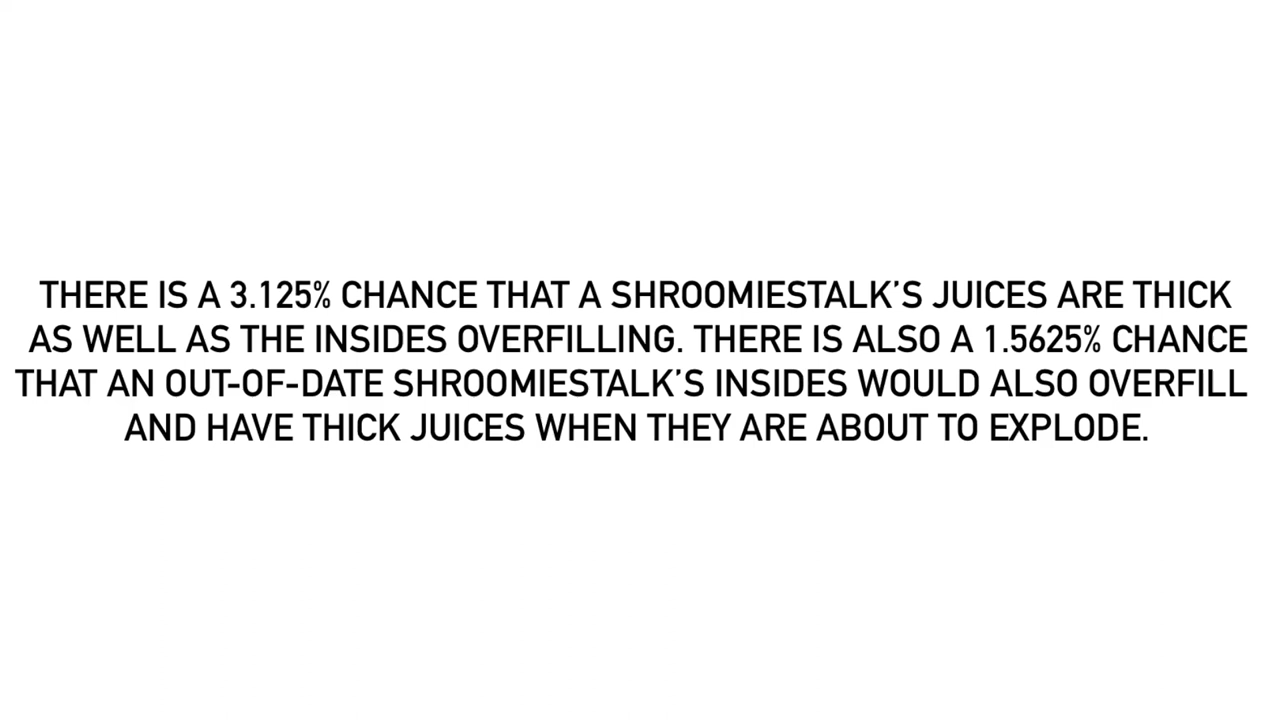 THERE IS A 3.125% CHANCE THAT A SHROOMIESTALK’S JUICES ARE THICK
AS WELL AS THE INSIDES OVERFILLING. THERE IS ALSO A 1.5625% CHANCE
THAT AN OUT-OF-DATE SHROOMIESTALK’S INSIDES WOULD ALSO OVERFILL
AND HAVE THICK JUICES WHEN THEY ARE ABOUT TO EXPLODE.